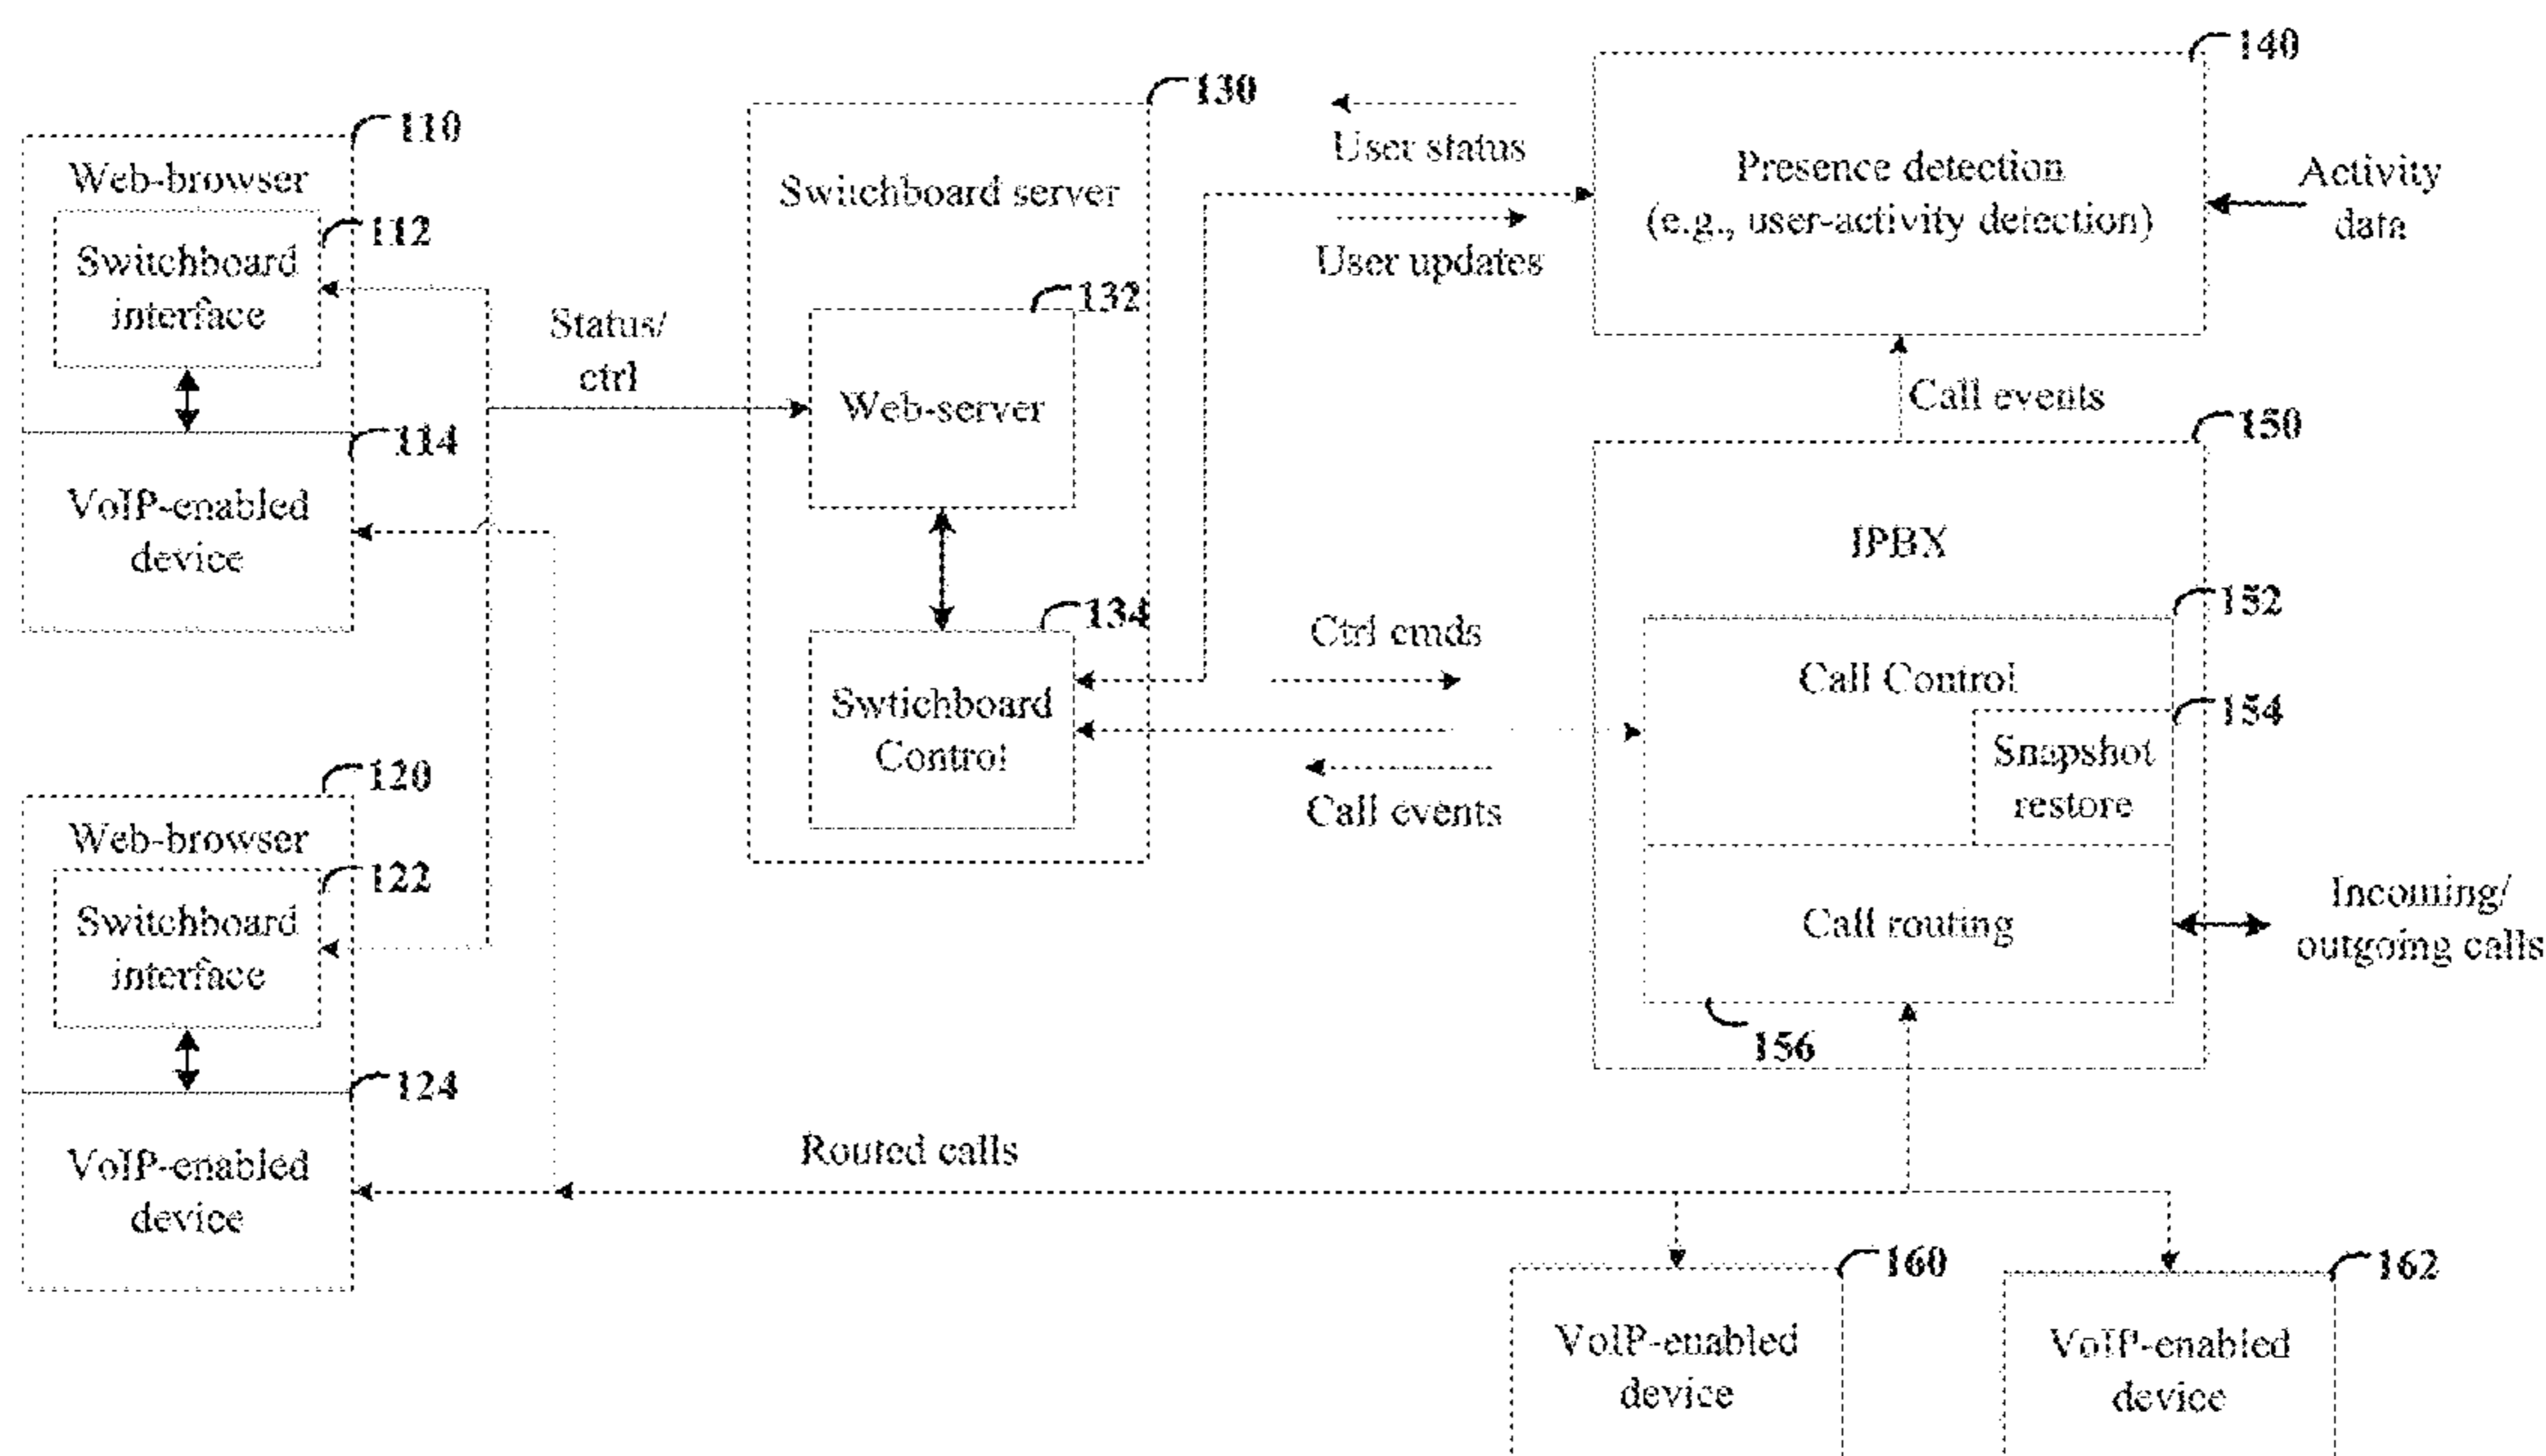 110
Web-browser
112
Switchboard
interface
114
VoIP-enabled
device
120
Web-browser
122
Switchboard
interface
124
VoIP-enabled
device
Status/
ctrl
130
Switchboard server
132
Web-server
134
Swtichboard
Control
User status
User updates
Ctrl cmds
Call events
140
Presence detection
(e.g., user-activity detection)
Activity
data
Call events
150
IPBX
152
Call Control
154
Snapshot
restore
Call routing
156
Incoming/
outgoing calls
Routed calls
160
VoIP-enabled
device
162
VoIP-enabled
device